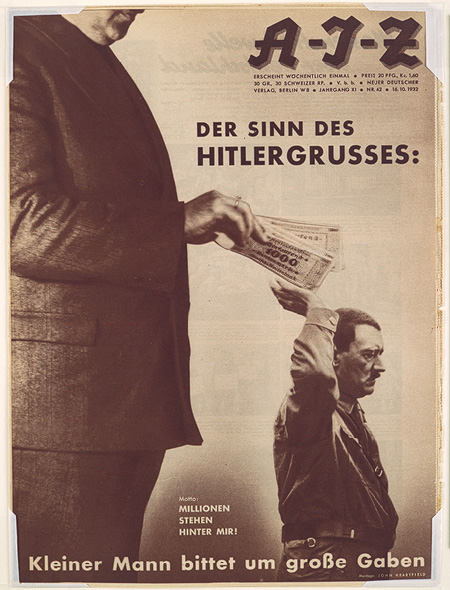 A-I-Z
ERSCHEINT WÖCHENTLICH EINMAL • PREIS 20 PFG., Kc. 1,60
30 GR., 30 SCHWEIZER RP. • V. b. b. • NEUER DEUTSCHER
VERLAG, BERLIN W 8 • JAHRGANG XI • NR. 42 • 16. 10. 1932
DER SINN DES
HITLERGRUSSES:
1000
Motto:
MILLIONEN
STEHEN
HINTER MIR!
Kleiner Mann bittet um große Gaben
Montage: JOHN HEARTFIELD